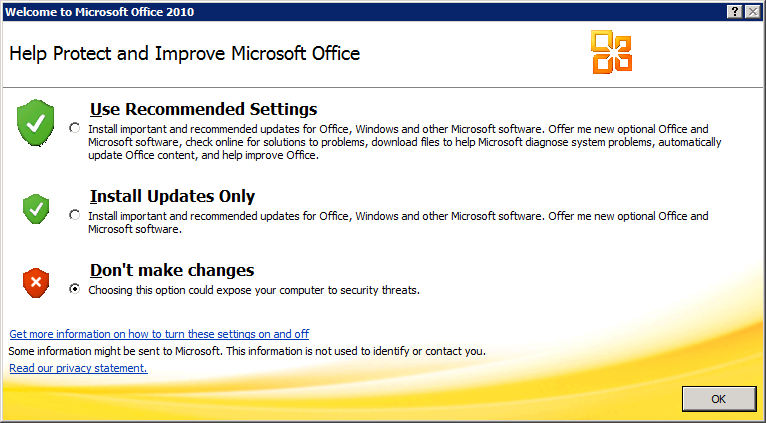 Welcome to Microsoft Office 2010
Help Protect and Improve Microsoft Office
Use Recommended Settings
Install important and recommended updates for Office, Windows and other Microsoft software. Offer me new optional Office and
Microsoft software, check online for solutions to problems, download files to help Microsoft diagnose system problems, automatically
update Office content, and help improve Office.
Install Updates Only
Install important and recommended updates for Office, Windows and other Microsoft software. Offer me new optional Office and
Microsoft software.
Don't make changes
Choosing this option could expose your computer to security threats.
Get more information on how to turn these settings on and off
Some information might be sent to Microsoft. This information is not used to identify or contact you.
Read our privacy statement.
OK